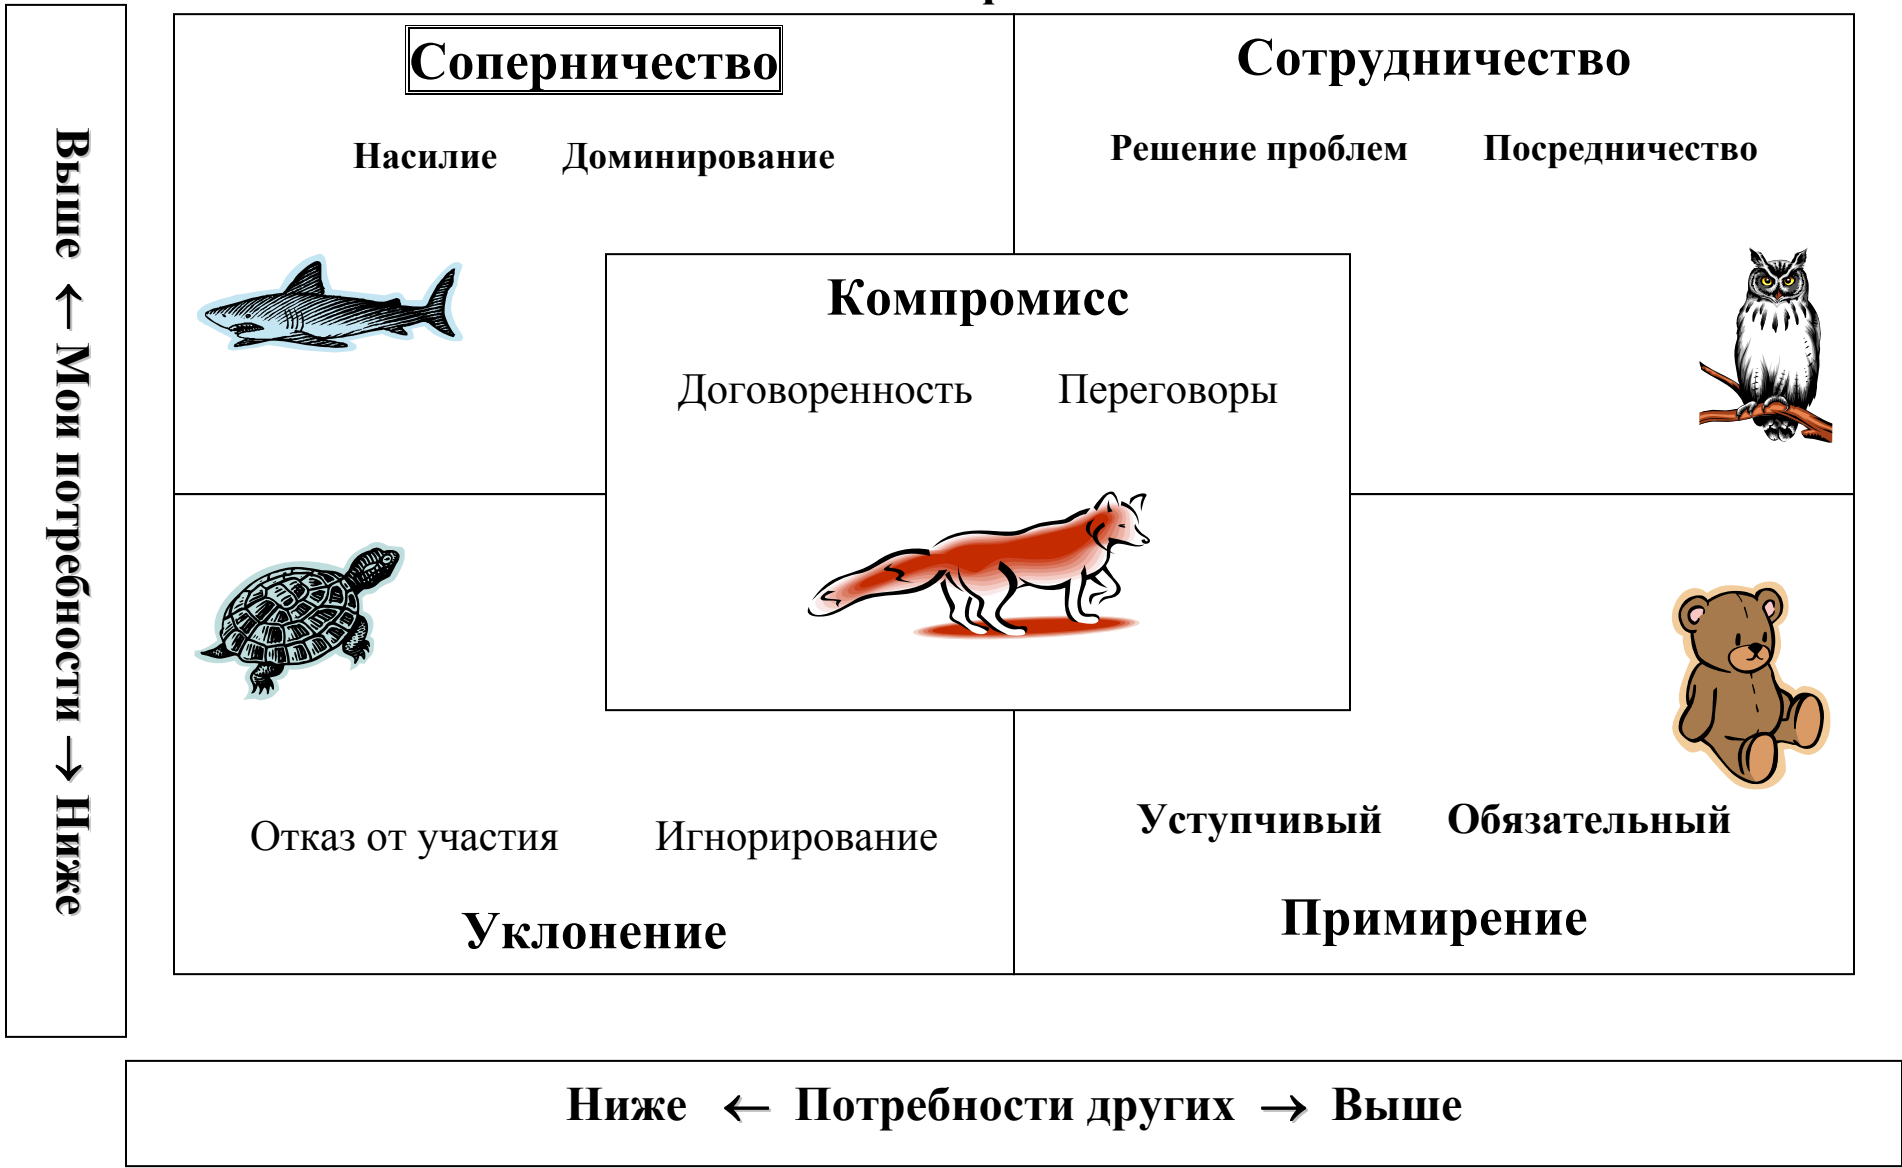 Соперничество
Насилие Доминирование
Сотрудничество
Решение проблем Посредничество
Компромисс
Договоренность Переговоры
Отказ от участия Игнорирование
Уклонение
Уступчивый Обязательный
Примирение
Выше ← Мои потребности → Ниже
Ниже ← Потребности других → Выше